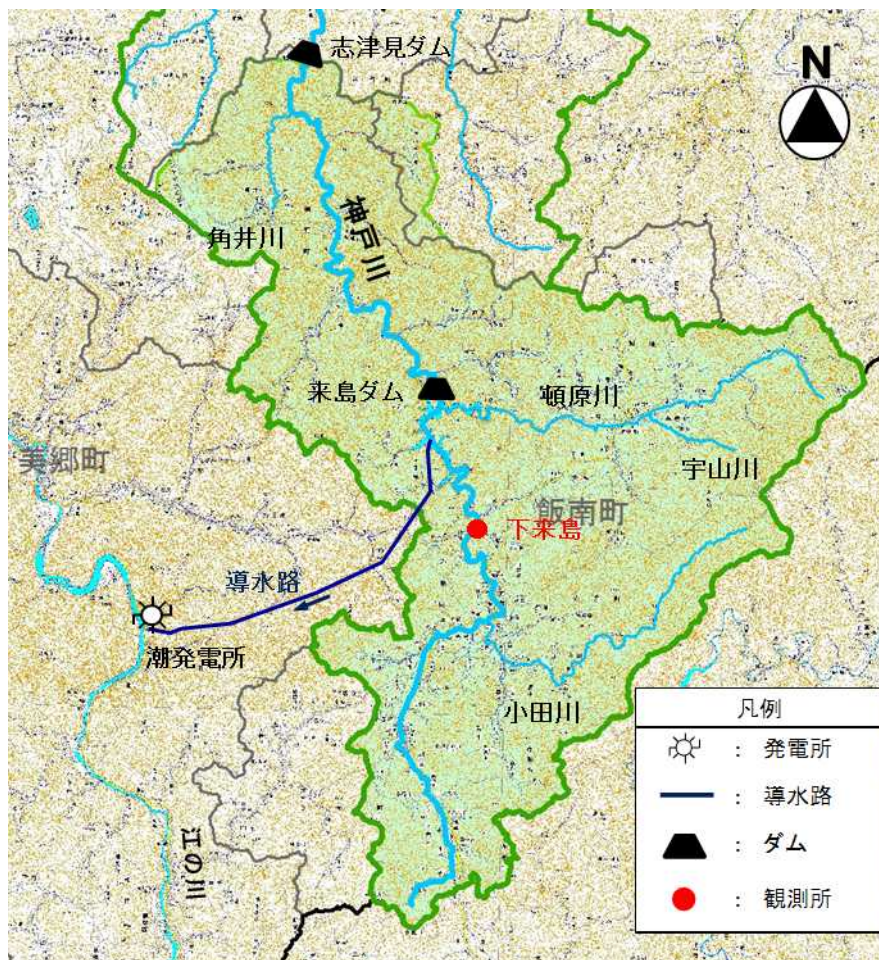 志津見ダム
N
角井川
神戸川
来島ダム
頓原川
宇山川
美郷町
飯南町
下来島
導水路
潮発電所
小田川
江の川
凡例
: 発電所
: 導水路
: ダム
: 観測所